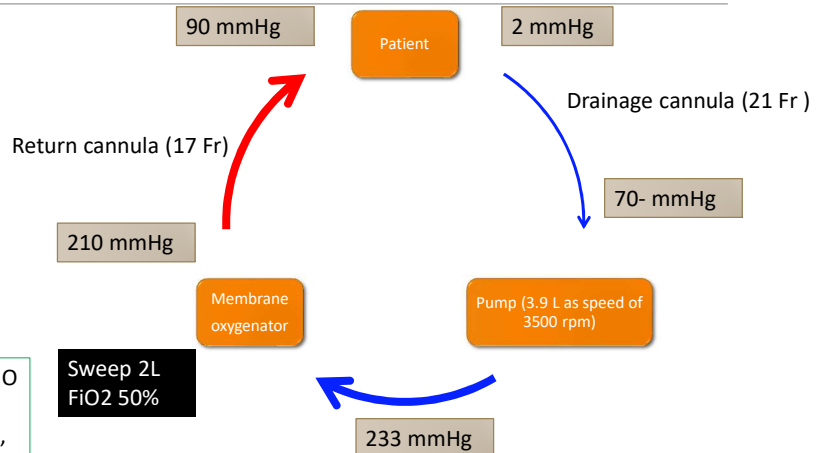 90 mmHg
Patient
2 mmHg
Drainage cannula (21 Fr )
Return cannula (17 Fr)
70- mmHg
210 mmHg
Membrane
oxygenator
Pump (3.9 L as speed of
3500 rpm)
Sweep 2L
FiO2 50%
O
,
233 mmHg